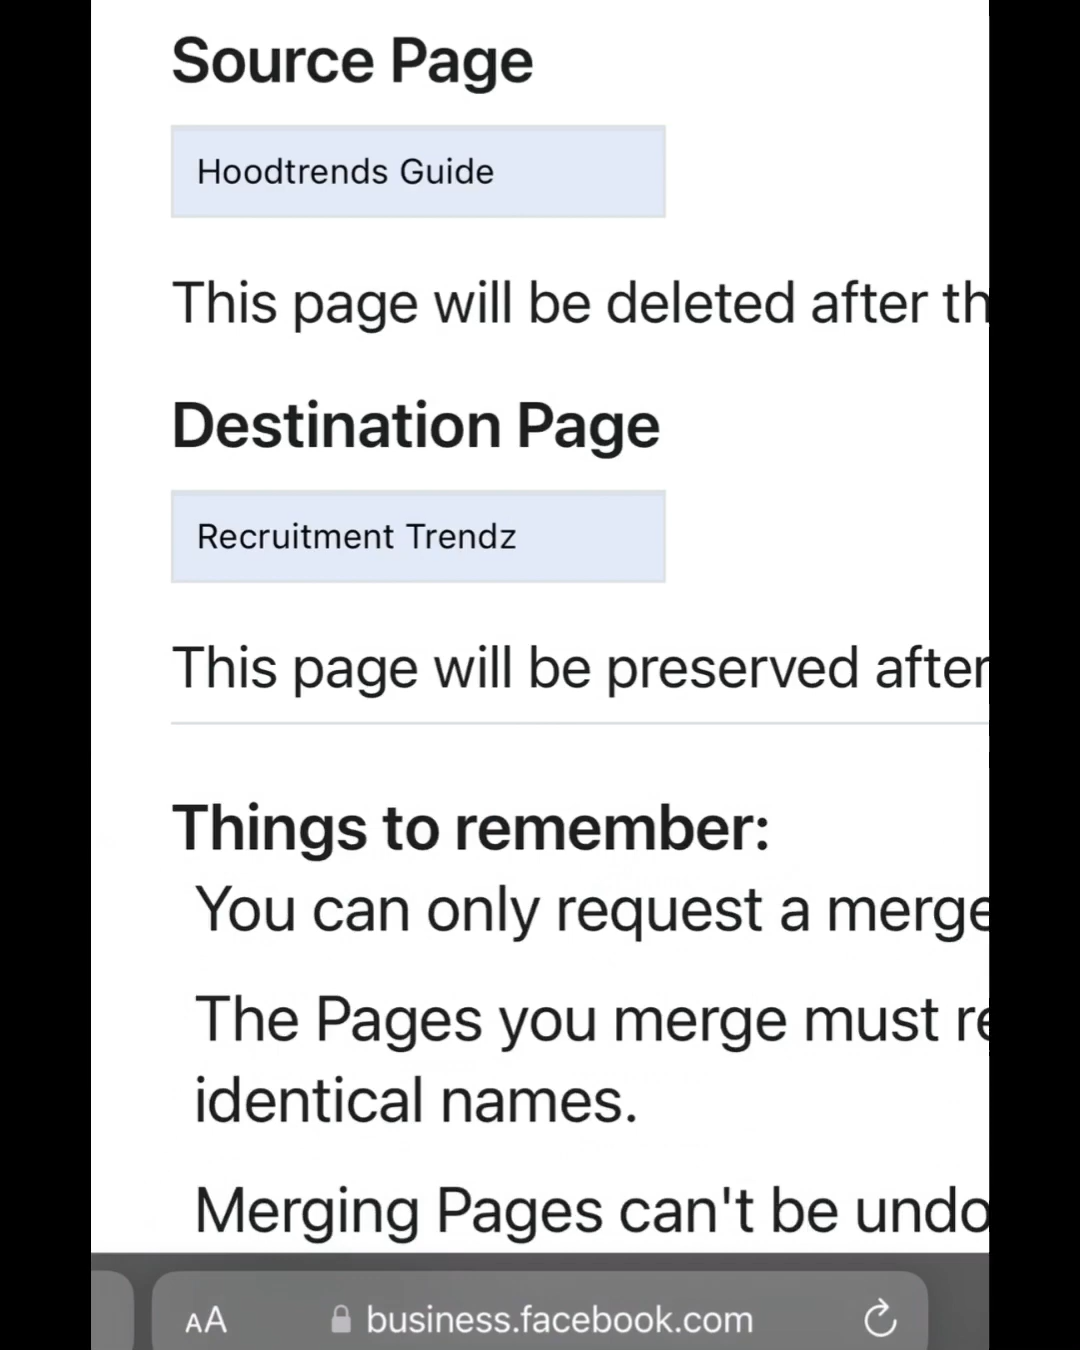 Source Page
Hoodtrends Guide
This page will be deleted after
Destination Page
Recruitment Trendz
This page will be preserved after
Things to remember:
You can only request a merge
The Pages you merge must
identical names.
Merging Pages can't be
AA business.facebook.com